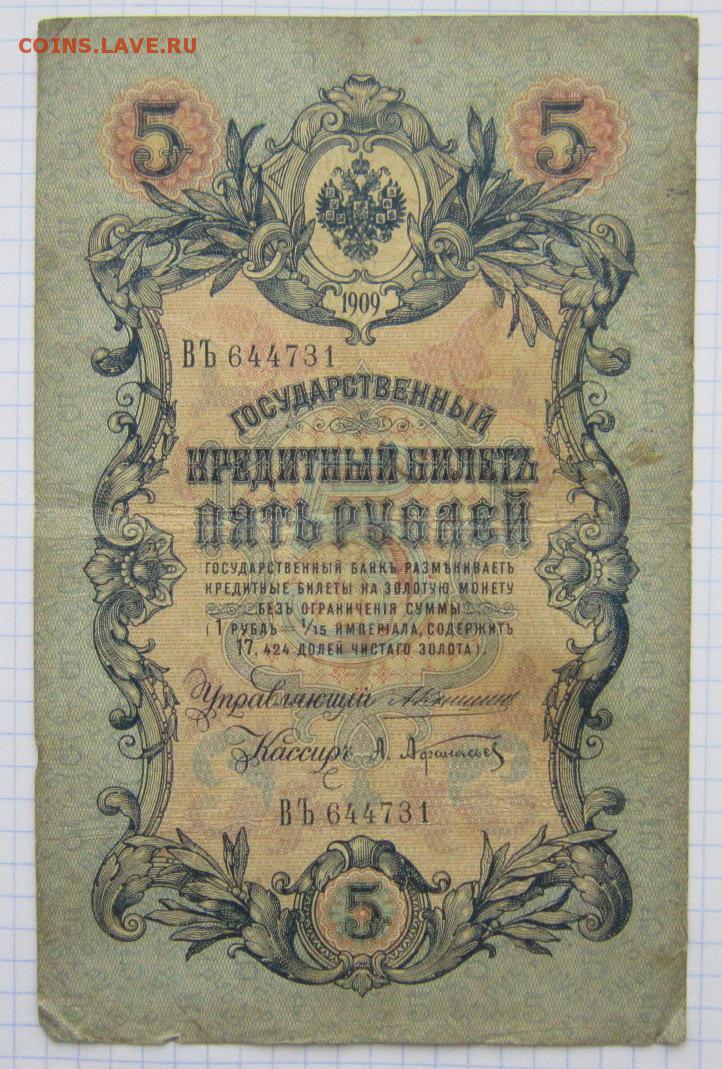 COINS.LAVE.RU
5 5
1909
ВЪ 644731
ГОСУДАРСТВЕННЫЙ
КРЕДИТНЫЙ БИЛЕТЪ
ПЯТЬ РУБЛЕЙ
ГОСУДАРСТВЕННЫЙ БАНКЪ РАЗМѢНИВАЕТЪ
КРЕДИТНЫЕ БИЛЕТЫ НА ЗОЛОТУЮ МОНЕТУ
БЕЗЪ ОГРАНИЧЕНІЯ СУММЫ
(1 РУБЛЬ = 1/15 ИМПЕРІАЛА, СОДЕРЖИТЪ
17,424 ДОЛЕЙ ЧИСТАГО ЗОЛОТА).
Управляющій
Кассиръ А. Афанасьев
ВЪ 644731
5